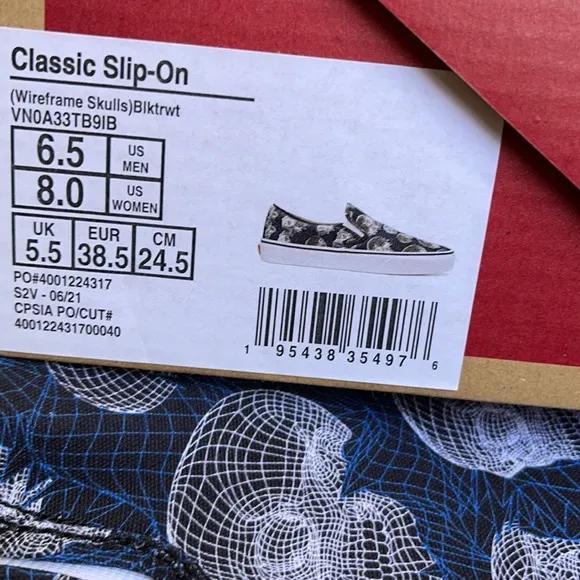 Classic Slip-On
(Wireframe Skulls)Blktrwt
VN0A33TB9IB
6.5 US MEN
8.0 US WOMEN
UK 5.5 EUR 38.5 CM 24.5
PO#4001224317
S2V - 06/21
CPSIA PO/CUT#
400122431700040
1 95438 35497 6